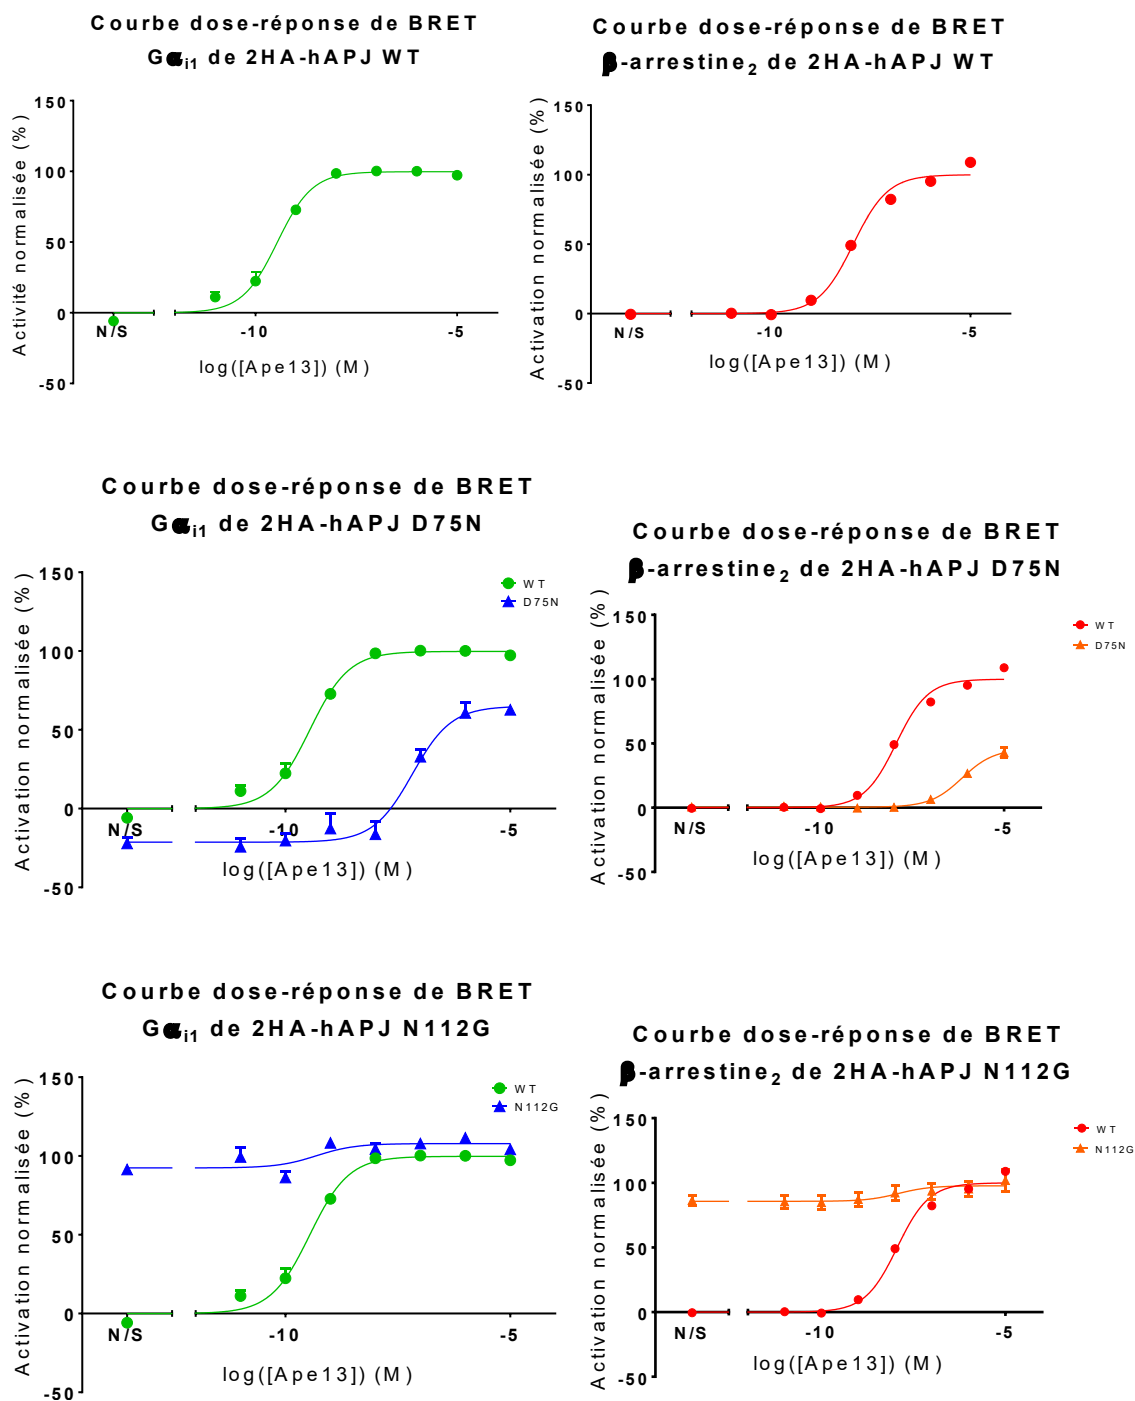 Courbe dose-réponse de BRET
Gα_i1 de 2HA-hAPJ WT
150
100
50
0
-50
Activité normalisée (%)
N/S
-10
-5
log([Ape13]) (M)
Courbe dose-réponse de BRET
β-arrestine_2 de 2HA-hAPJ WT
150
100
50
0
-50
Activation normalisée (%)
N/S
-10
-5
log([Ape13]) (M)
Courbe dose-réponse de BRET
Gα_i1 de 2HA-hAPJ D75N
150
100
50
0
-50
Activation normalisée (%)
WT
D75N
N/S
-10
-5
log([Ape13]) (M)
Courbe dose-réponse de BRET
β-arrestine_2 de 2HA-hAPJ D75N
150
100
50
0
-50
Activation normalisée (%)
WT
D75N
N/S
-10
-5
log([Ape13]) (M)
Courbe dose-réponse de BRET
Gα_i1 de 2HA-hAPJ N112G
150
100
50
0
-50
Activation normalisée (%)
WT
N112G
N/S
-10
-5
log([Ape13]) (M)
Courbe dose-réponse de BRET
β-arrestine_2 de 2HA-hAPJ N112G
150
100
50
0
-50
Activation normalisée (%)
WT
N112G
N/S
-10
-5
log([Ape13]) (M)